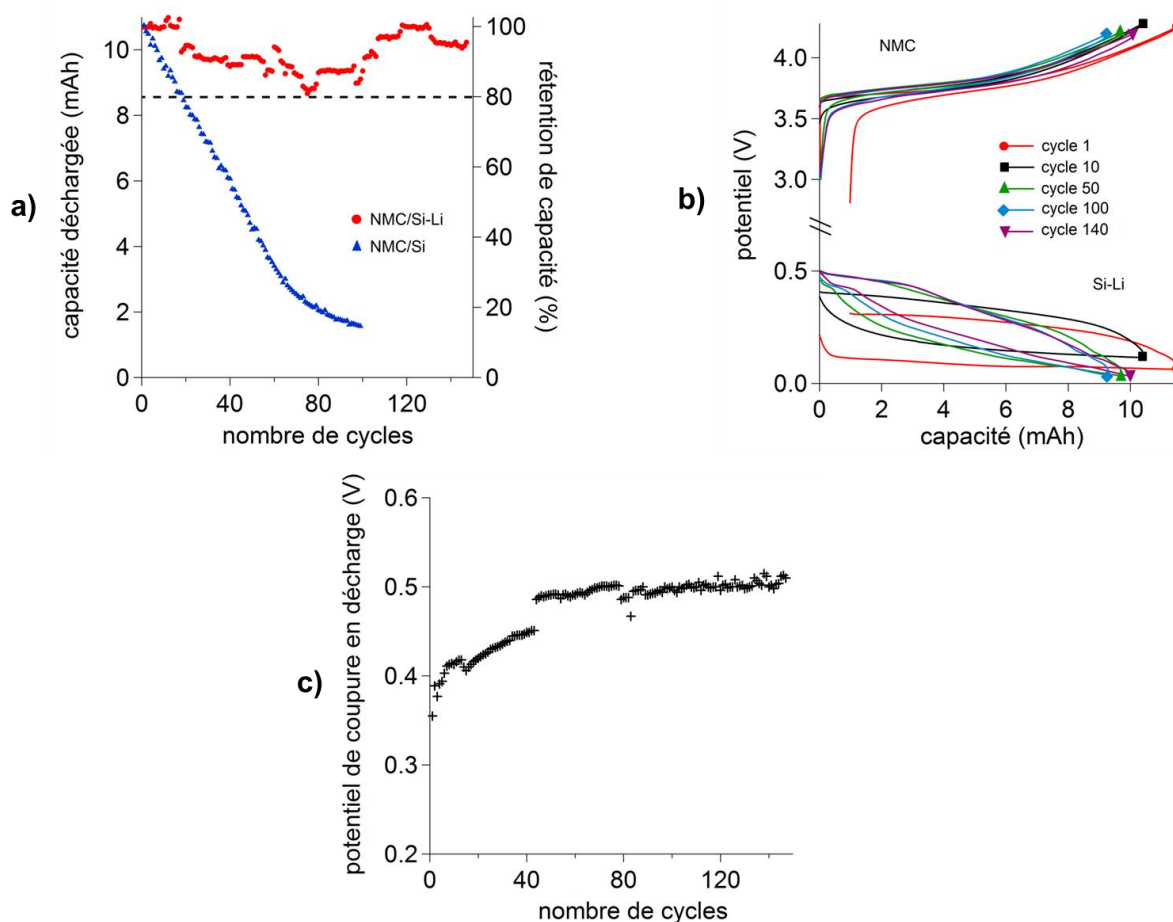 a)
capacité déchargée (mAh)
10
8
6
4
2
0
100
80
60
40
20
0
rétention de capacité (%)
NMC/Si-Li
NMC/Si
0
40
80
120
nombre de cycles
b)
potentiel (V)
4.0
3.5
3.0
0.5
0.0
NMC
cycle 1
cycle 10
cycle 50
cycle 100
cycle 140
Si-Li
0
2
4
6
8
10
capacité (mAh)
c)
potentiel de coupure en décharge (V)
0.6
0.5
0.4
0.3
0.2
0
40
80
120
nombre de cycles